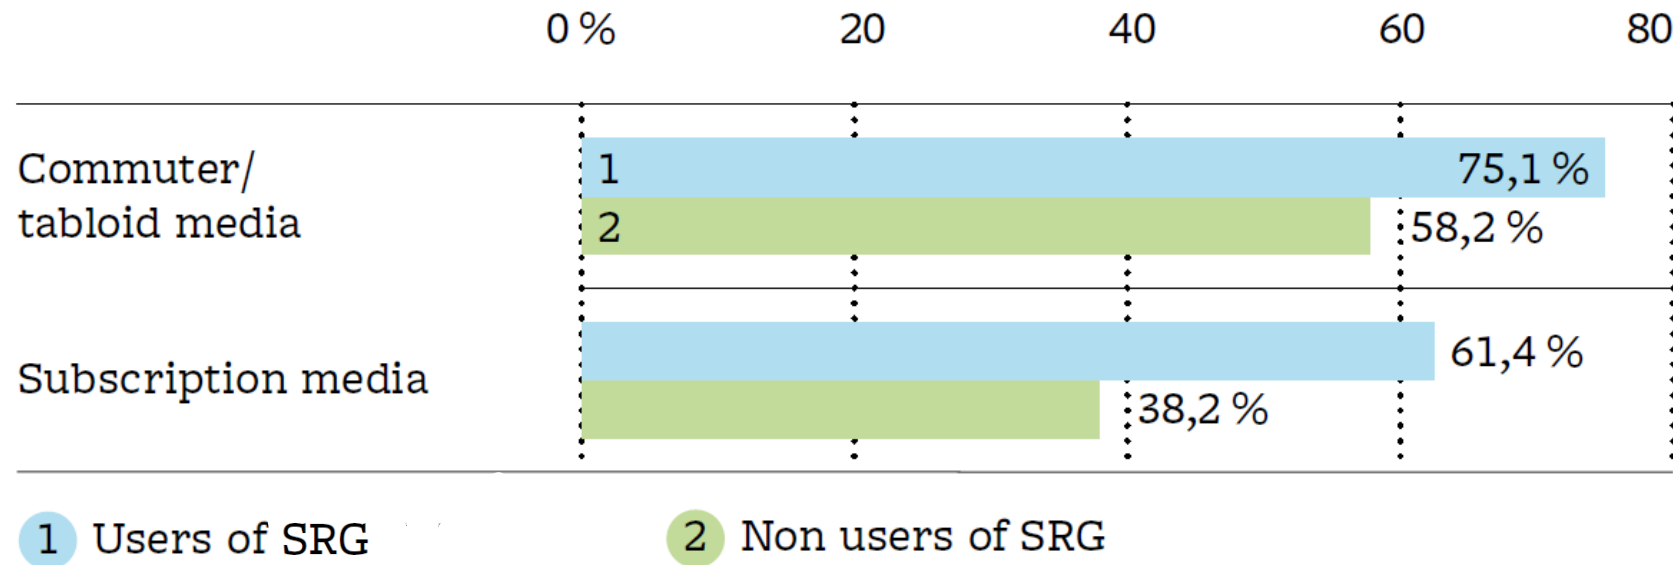 0 % 20 40 60 80
Commuter/
tabloid media
1 75,1 %
2 58,2 %
Subscription media
61,4 %
38,2 %
1 Users of SRG 2 Non users of SRG